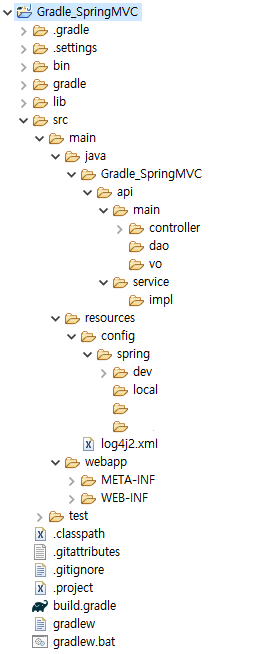 Gradle_SpringMVC
.gradle
.settings
bin
gradle
lib
src
main
java
Gradle_SpringMVC
api
main
controller
dao
vo
service
impl
resources
config
spring
dev
local
log4j2.xml
webapp
META-INF
WEB-INF
test
.classpath
.gitattributes
.gitignore
.project
build.gradle
gradlew
gradlew.bat